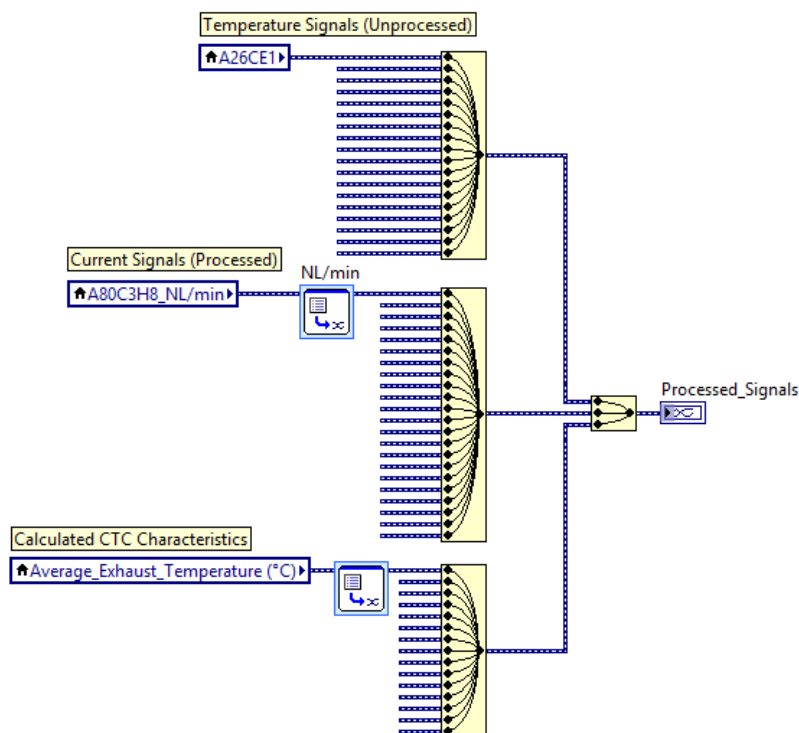 Temperature Signals (Unprocessed)
A26CE1
Current Signals (Processed)
NL/min
A80C3H8_NL/min
Processed_Signals
Calculated CTC Characteristics
Average_Exhaust_Temperature (°C)